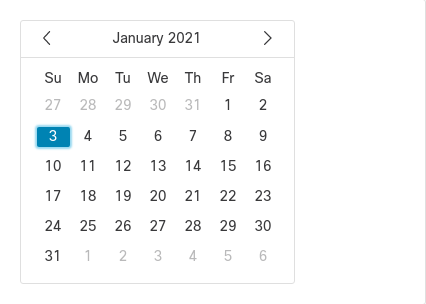 January 2021
Su Mo Tu We Th Fr Sa
27 28 29 30 31 1 2
3 4 5 6 7 8 9
10 11 12 13 14 15 16
17 18 19 20 21 22 23
24 25 26 27 28 29 30
31 1 2 3 4 5 6